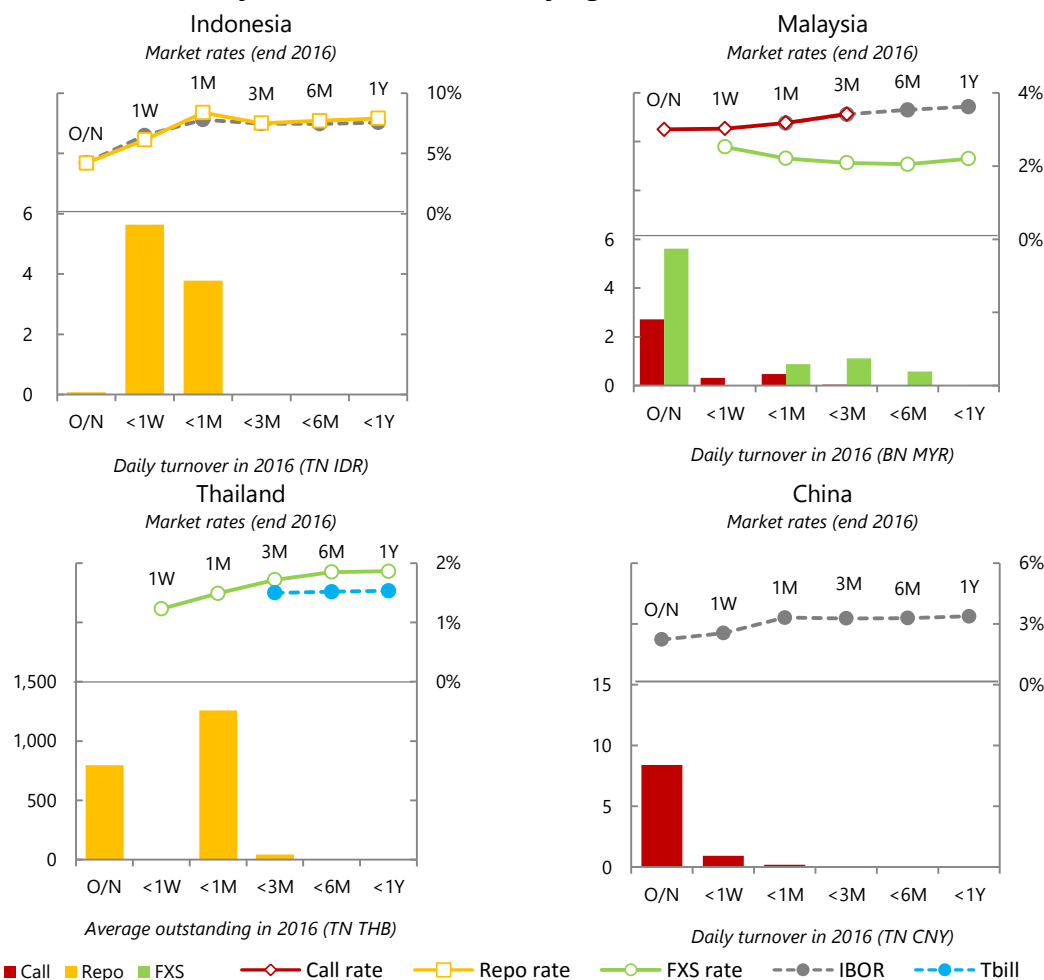 Indonesia
Market rates (end 2016)
O/N 1W 1M 3M 6M 1Y
10%
5%
0%
6
4
2
0
O/N <1W <1M <3M <6M <1Y
Daily turnover in 2016 (TN IDR)
Malaysia
Market rates (end 2016)
O/N 1W 1M 3M 6M 1Y
4%
2%
0%
6
4
2
0
O/N <1W <1M <3M <6M <1Y
Daily turnover in 2016 (BN MYR)
Thailand
Market rates (end 2016)
1W 1M 3M 6M 1Y
2%
1%
0%
1,500
1,000
500
0
O/N <1W <1M <3M <6M <1Y
Average outstanding in 2016 (TN THB)
China
Market rates (end 2016)
O/N 1W 1M 3M 6M 1Y
6%
3%
0%
15
10
5
0
O/N <1W <1M <3M <6M <1Y
Daily turnover in 2016 (TN CNY)
Call Repo FXS Call rate Repo rate FXS rate IBOR Tbill